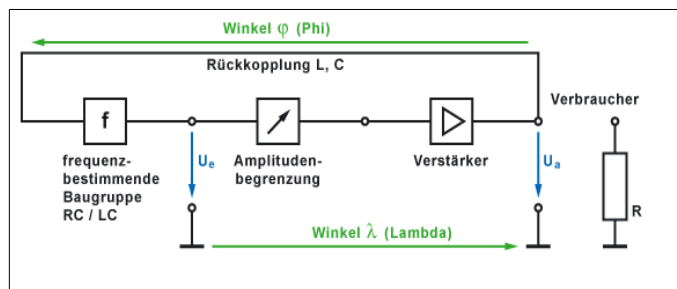 Winkel φ (Phi)
Rückkopplung L, C
Verbraucher
f
frequenz-
bestimmende
Baugruppe
RC / LC
Ue
Amplituden-
begrenzung
Verstärker
Ua
R
Winkel λ (Lambda)